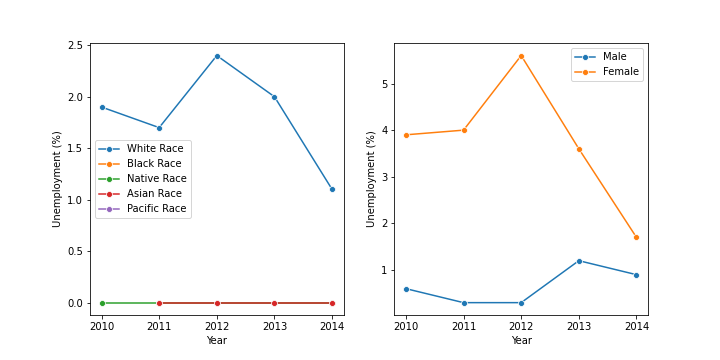 2.5
2.0
1.5
1.0
0.5
0.0
Unemployment (%)
White Race
Black Race
Native Race
Asian Race
Pacific Race
2010 2011 2012 2013 2014
Year
5
4
3
2
1
Unemployment (%)
Male
Female
2010 2011 2012 2013 2014
Year